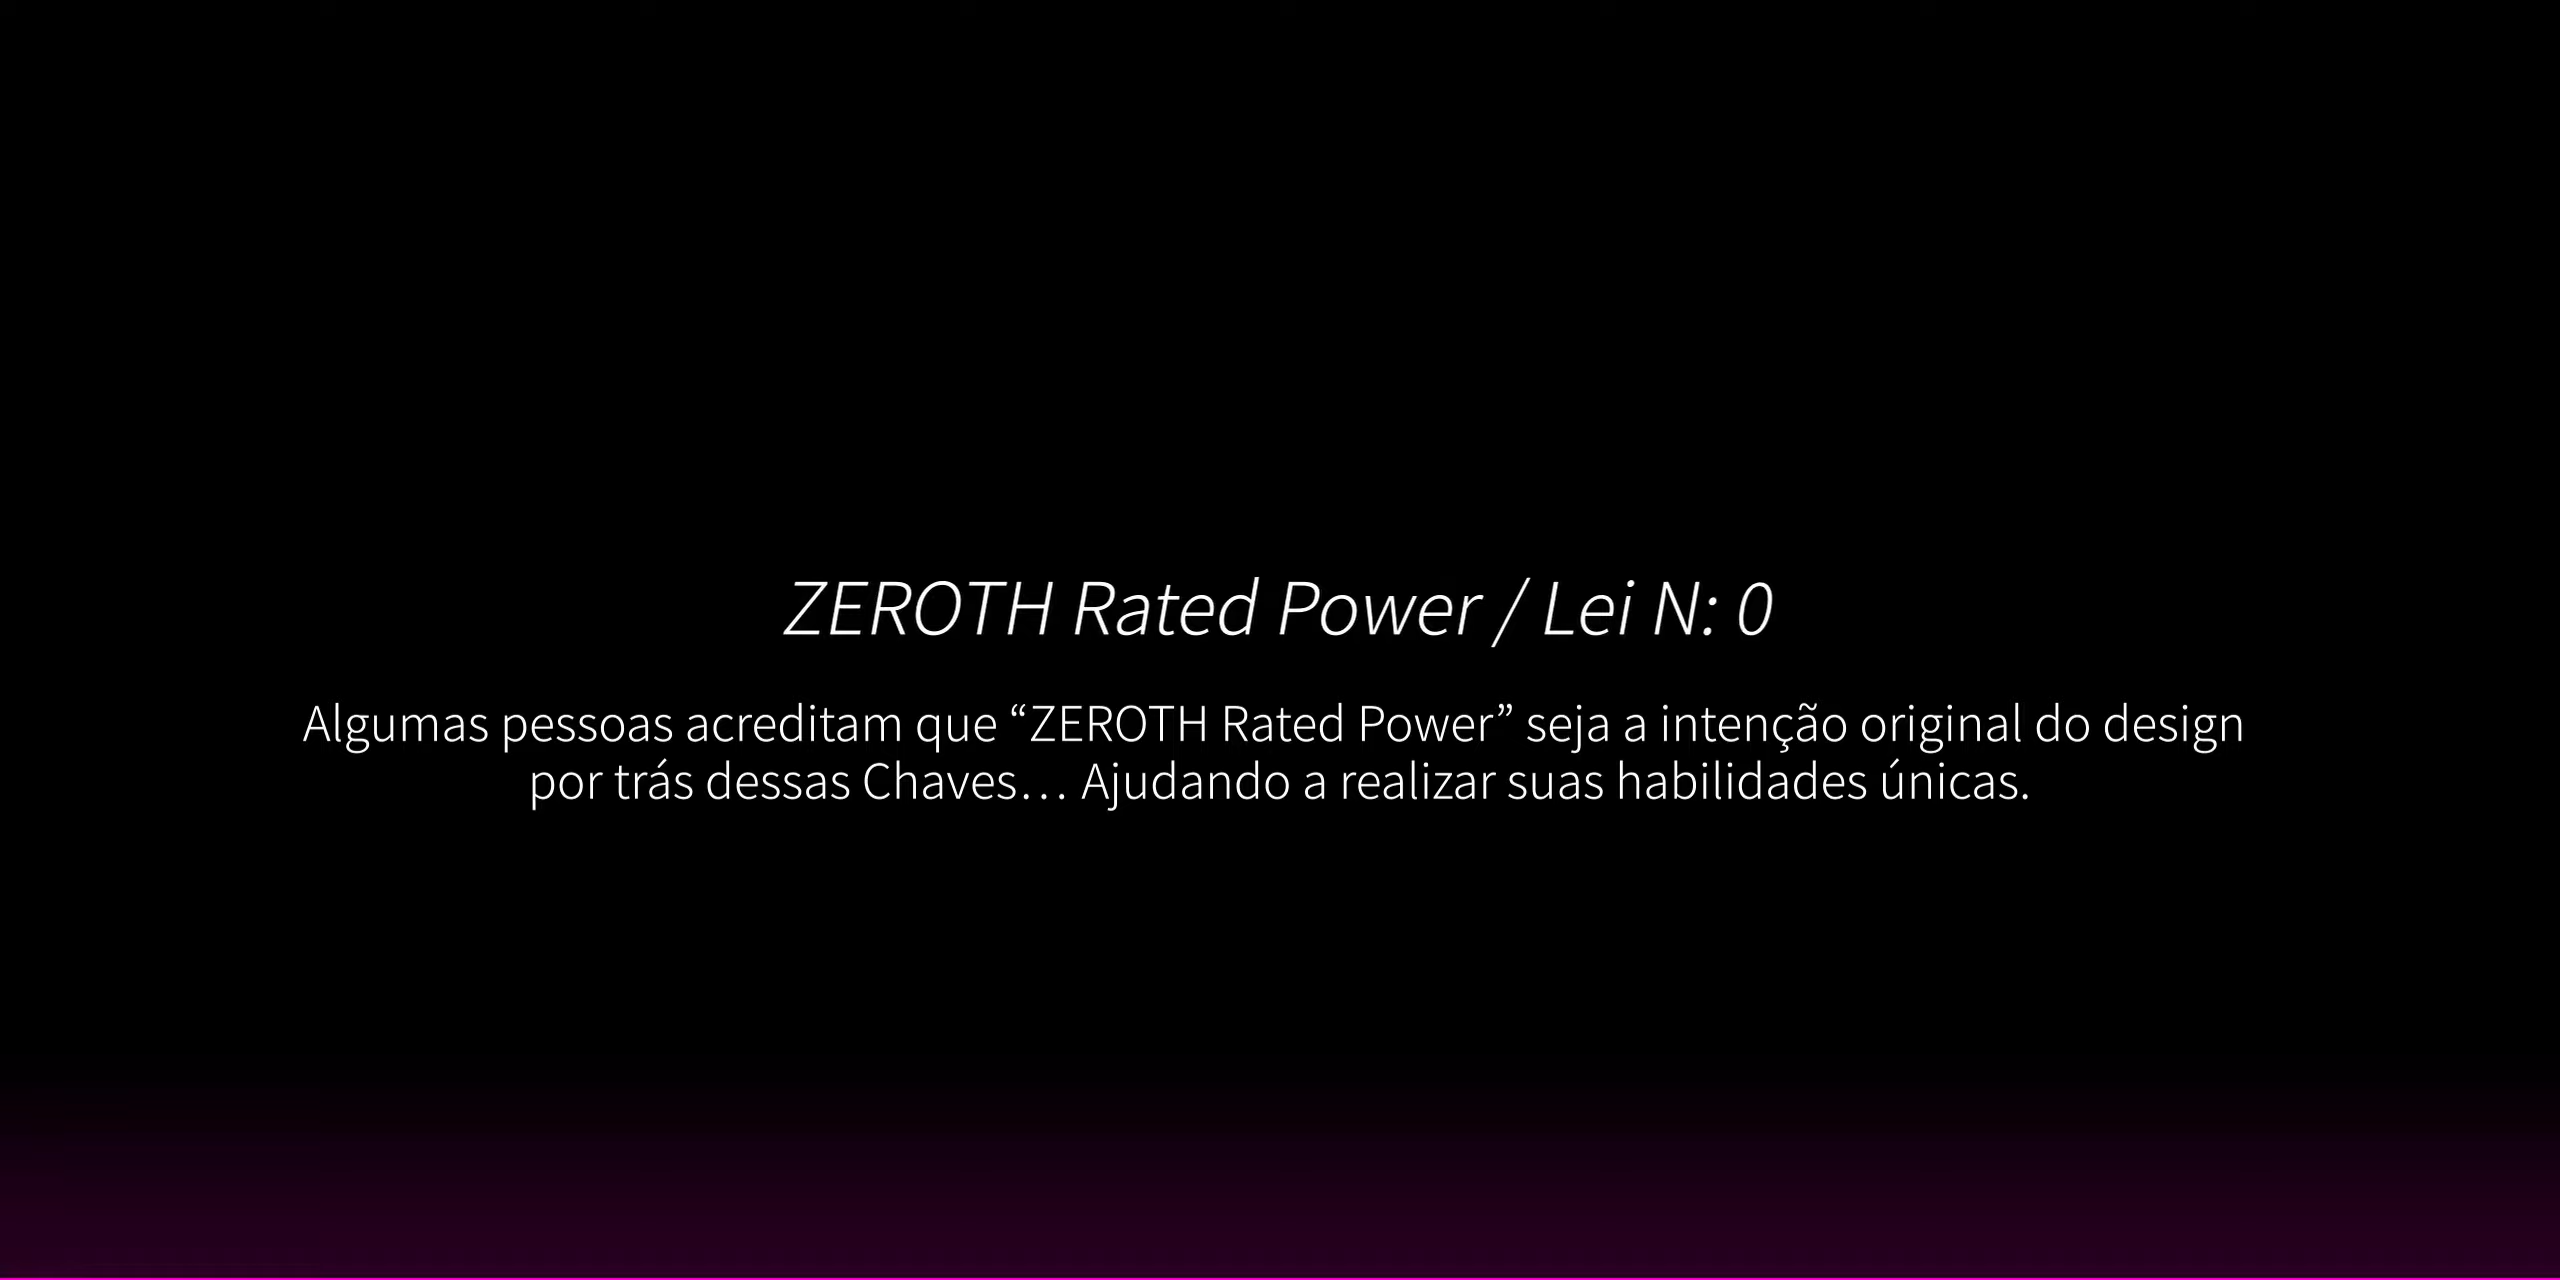 ZEROTH Rated Power / Lei N: 0
Algumas pessoas acreditam que “ZEROTH Rated Power” seja a intenção original do design
por trás dessas Chaves... Ajudando a realizar suas habilidades únicas.